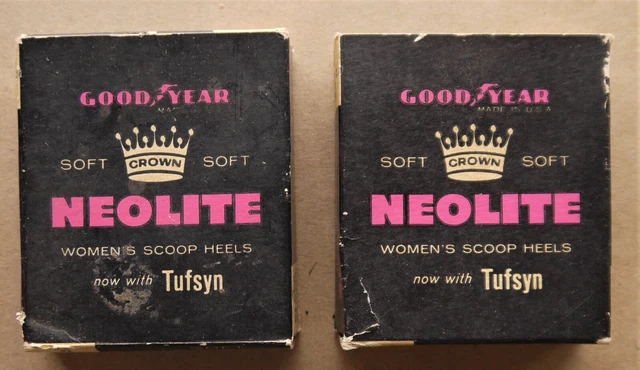 GOODYEAR
MA
SOFT CROWN SOFT
NEOLITE
WOMEN'S SCOOP HEELS
now with Tufsyn
GOODYEAR
MADE IN U.S.A
SOFT CROWN SOFT
NEOLITE
WOMEN'S SCOOP HEELS
now with Tufsyn